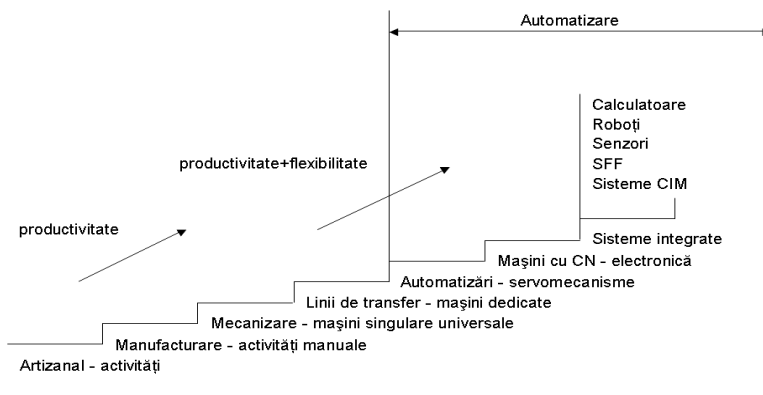 Automatizare
Calculatoare
Roboți
Senzori
SFF
Sisteme CIM
productivitate+flexibilitate
productivitate
Sisteme integrate
Mașini cu CN - electronică
Automatizări - servomecanisme
Linii de transfer - mașini dedicate
Mecanizare - mașini singulare universale
Manufacturare - activități manuale
Artizanal - activități